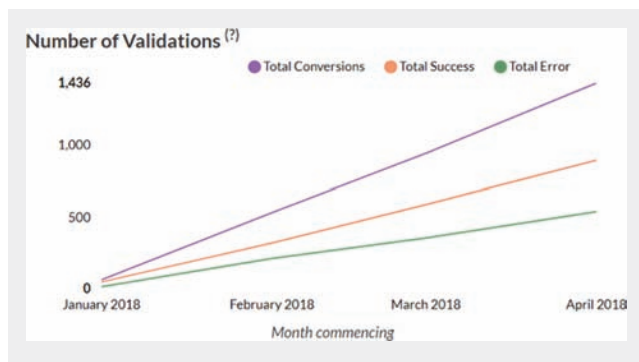 Number of Validations (?)
Total Conversions Total Success Total Error
1,436
1,000
500
0
January 2018 February 2018 March 2018 April 2018
Month commencing